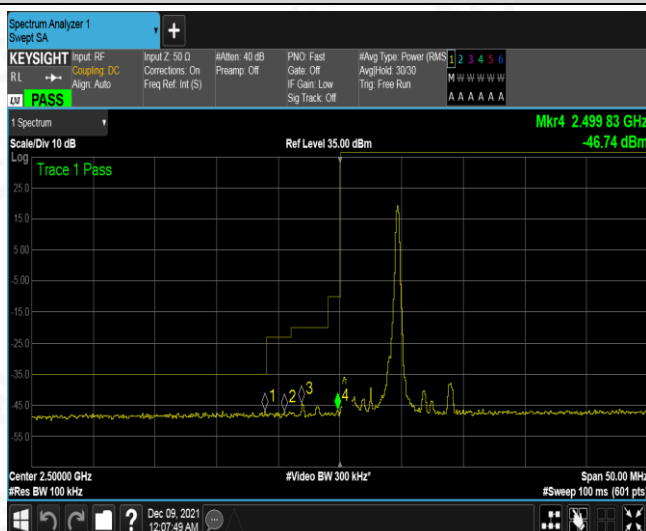 Spectrum Analyzer 1
Swept SA
+
KEYSIGHT
RL
LXI PASS
Input: RF
Coupling: DC
Align: Auto
Input Z: 50 Ω
Corrections: On
Freq Ref: Int (S)
#Atten: 40 dB
Preamp: Off
PNO: Fast
Gate: Off
IF Gain: Low
Sig Track: Off
#Avg Type: Power (RMS
Avg|Hold: 30/30
Trig: Free Run
1 2 3 4 5 6
M W W W W W
A A A A A A
1 Spectrum
Mkr4 2.499 83 GHz
Scale/Div 10 dB
Ref Level 35.00 dBm
-46.74 dBm
Log
Trace 1 Pass
25.0
15.0
5.00
-5.00
-15.0
-25.0
-35.0
-45.0
-55.0
1 2 3 4
Center 2.50000 GHz
#Video BW 300 kHz*
Span 50.00 MHz
#Res BW 100 kHz
#Sweep 100 ms (601 pts)
?
Dec 09, 2021
12:07:49 AM